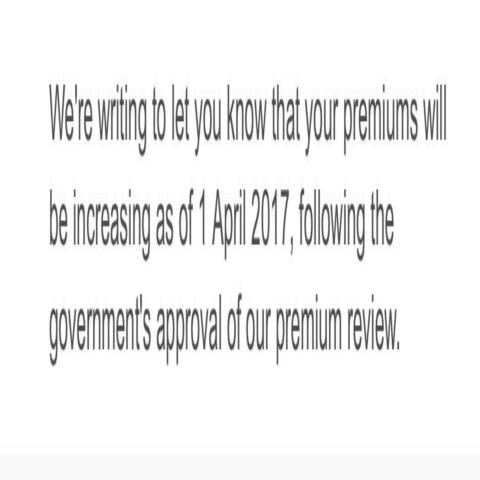 We're writing to let you know that your premiums will
be increasing as of 1 April 2017, following the
government's approval of our premium review.